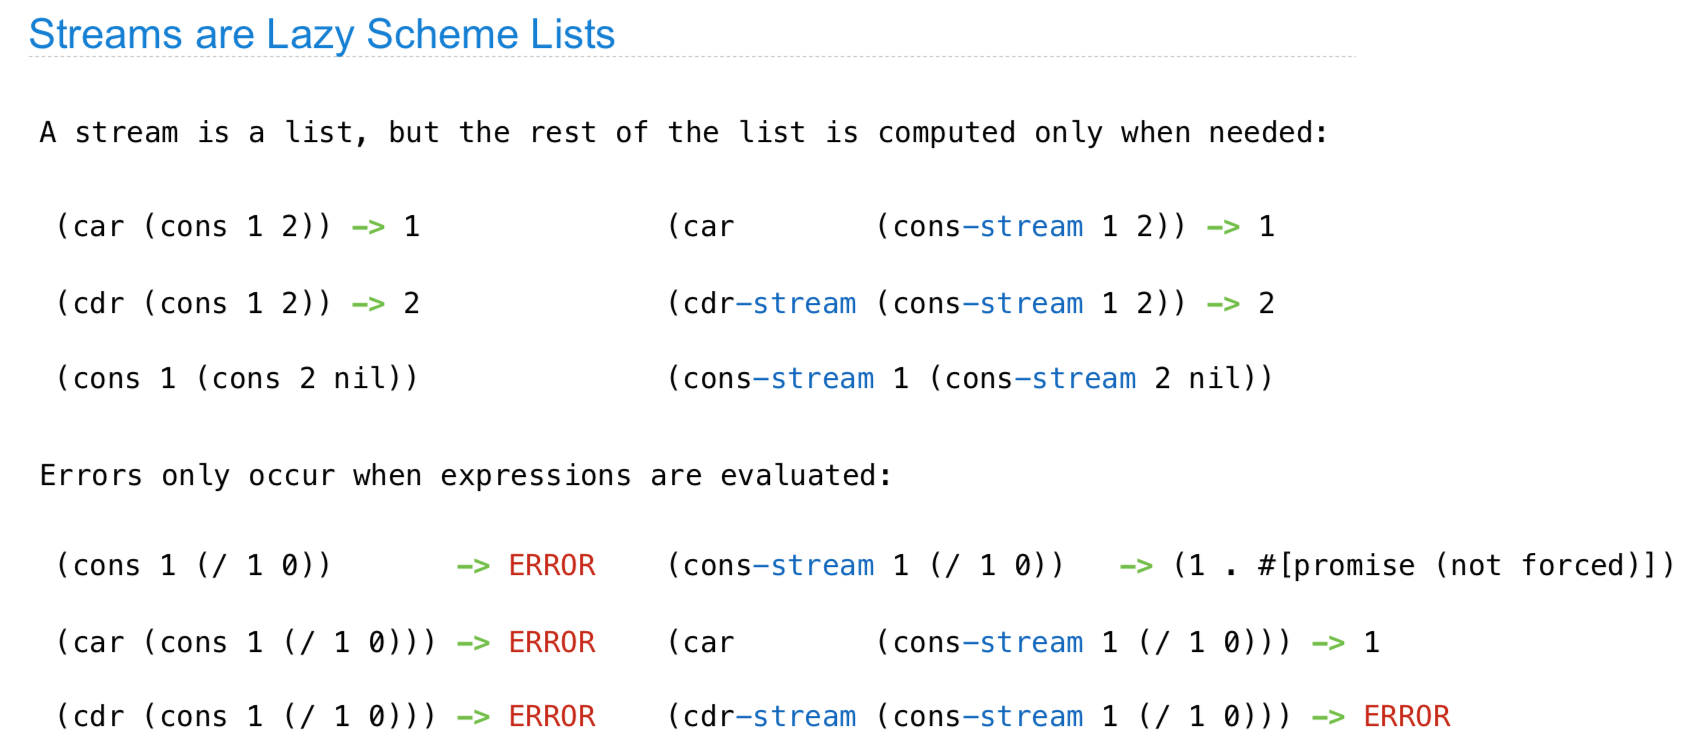 Streams are Lazy Scheme Lists
A stream is a list, but the rest of the list is computed only when needed:
(car (cons 1 2)) -> 1 (car (cons-stream 1 2)) -> 1
(cdr (cons 1 2)) -> 2 (cdr-stream (cons-stream 1 2)) -> 2
(cons 1 (cons 2 nil)) (cons-stream 1 (cons-stream 2 nil))
Errors only occur when expressions are evaluated:
(cons 1 (/ 1 0)) -> ERROR (cons-stream 1 (/ 1 0)) -> (1 . #[promise (not forced)])
(car (cons 1 (/ 1 0))) -> ERROR (car (cons-stream 1 (/ 1 0))) -> 1
(cdr (cons 1 (/ 1 0))) -> ERROR (cdr-stream (cons-stream 1 (/ 1 0))) -> ERROR